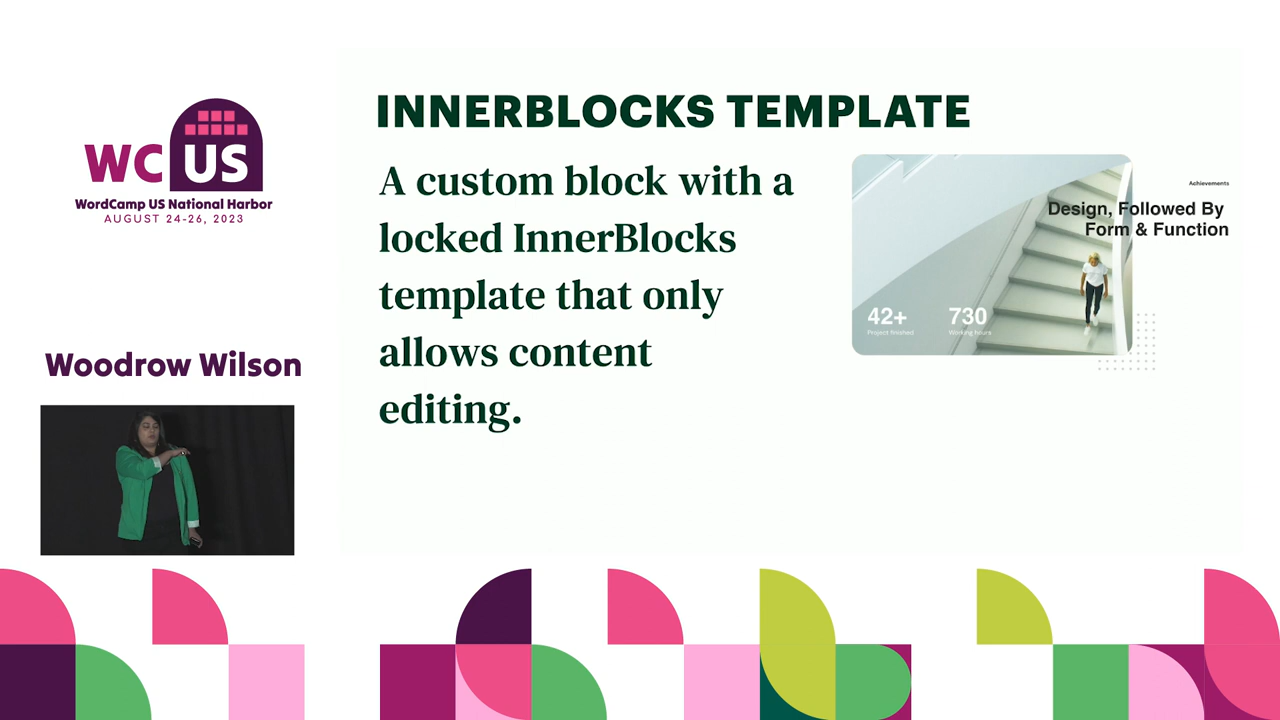 WC US
WordCamp US National Harbor
AUGUST 24-26, 2023
Woodrow Wilson
INNERBLOCKS TEMPLATE
A custom block with a
locked InnerBlocks
template that only
allows content
editing.
Achievements
Design, Followed By
Form & Function
42+
Project finished
730
Working hours